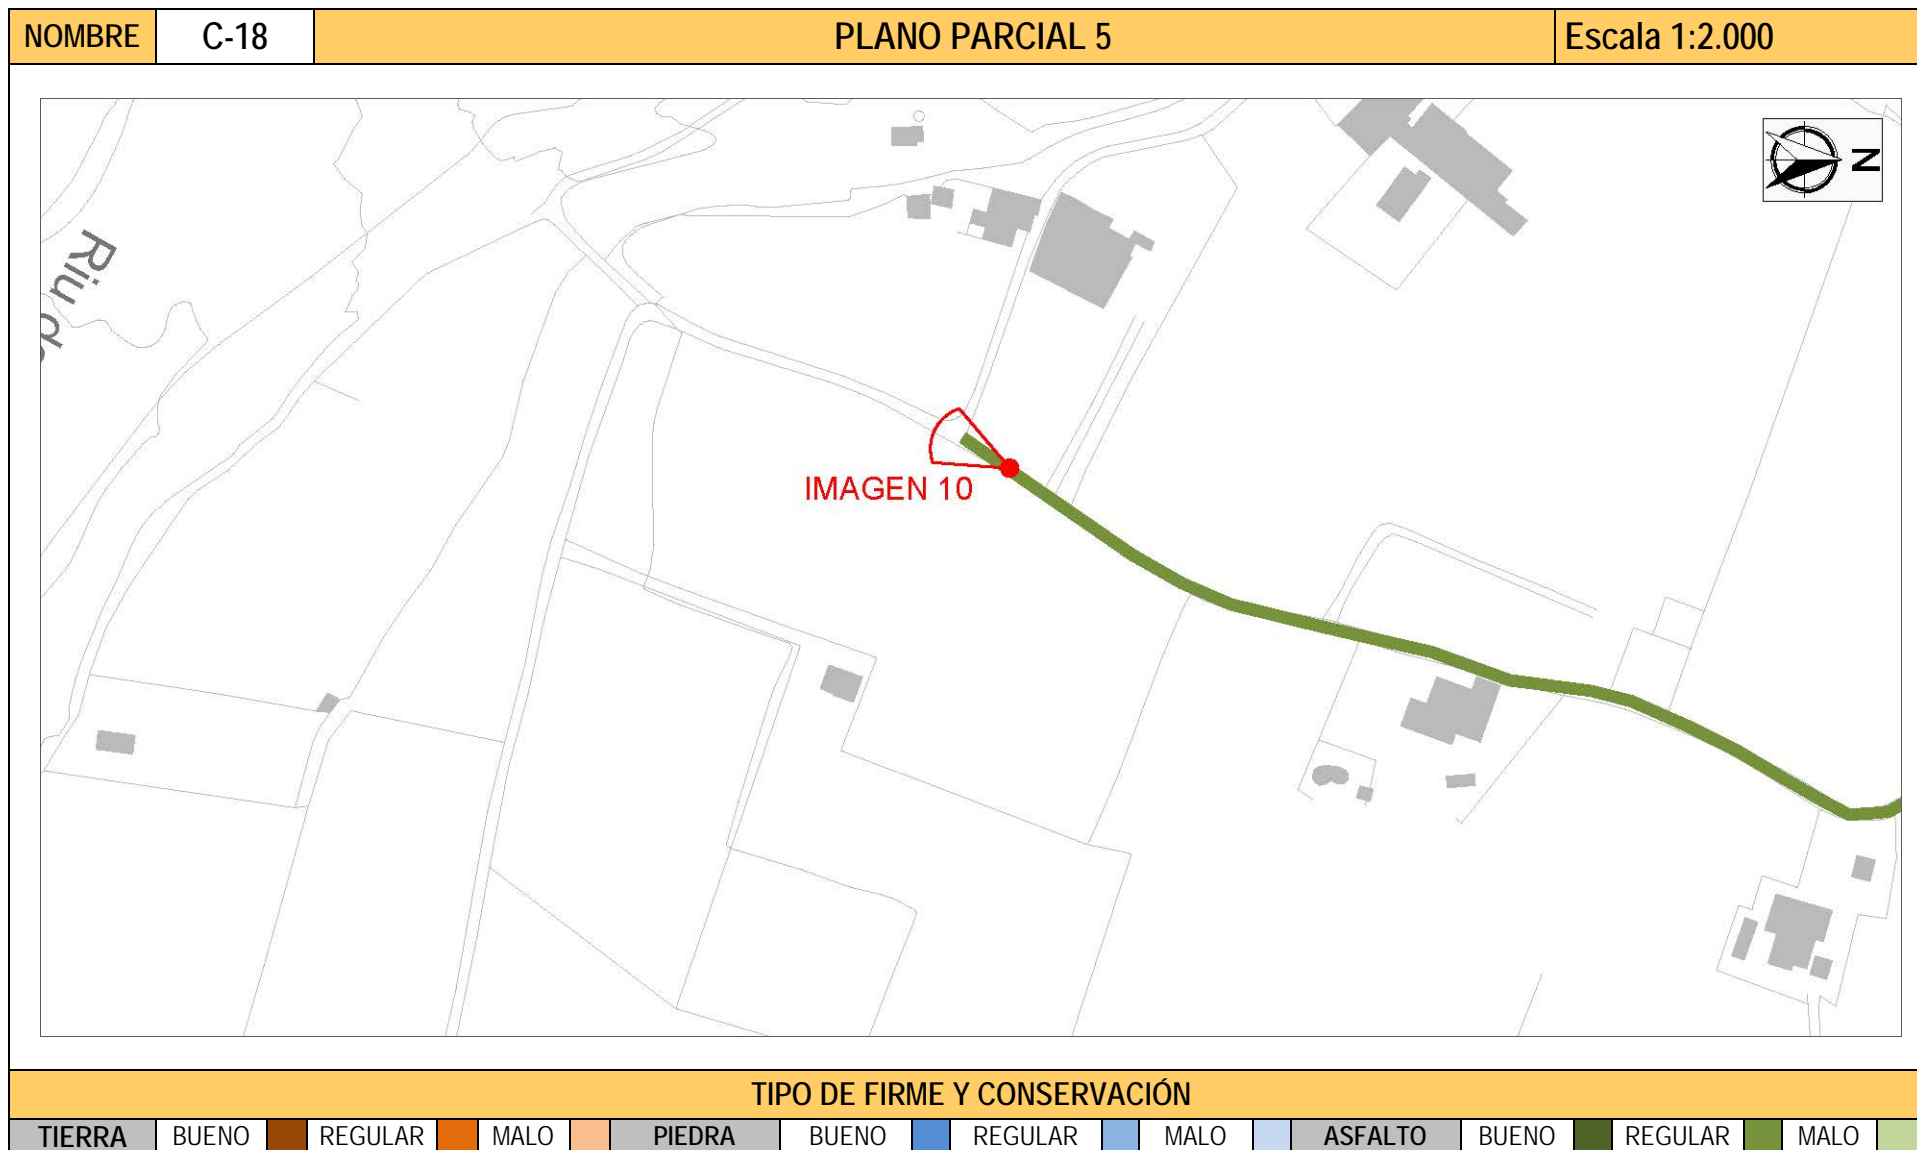 NOMBRE C-18 PLANO PARCIAL 5 Escala 1:2.000
N
Riu de
IMAGEN 10
TIPO DE FIRME Y CONSERVACIÓN
TIERRA BUENO REGULAR MALO PIEDRA BUENO REGULAR MALO ASFALTO BUENO REGULAR MALO